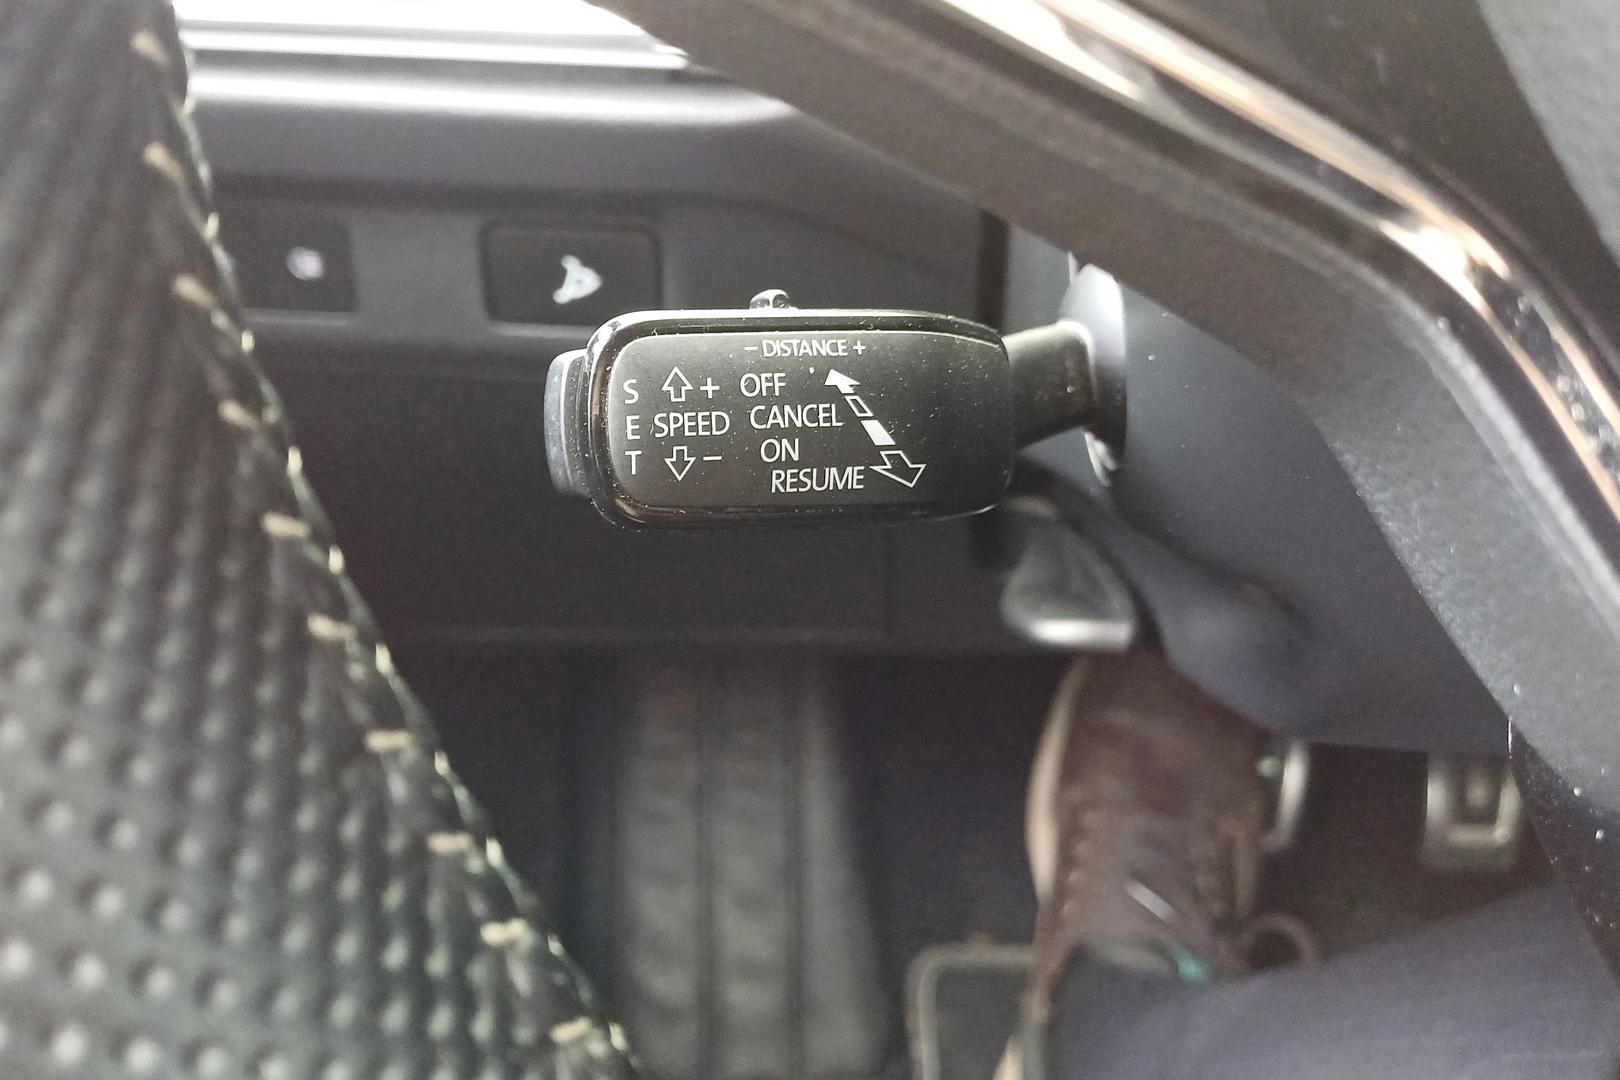 – DISTANCE +
S + OFF
E SPEED CANCEL
T – ON
RESUME